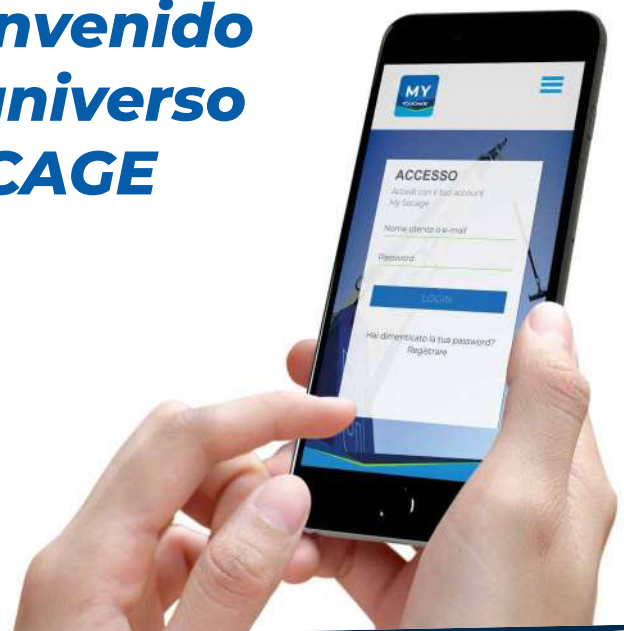 nvenido
universo
CAGE
MY
SOCAGE
ACCESSO
Accedi con il tuo account
My Socage
Nome utente o e-mail
Password
LOGIN
Hai dimenticato la tua password?
Registrare